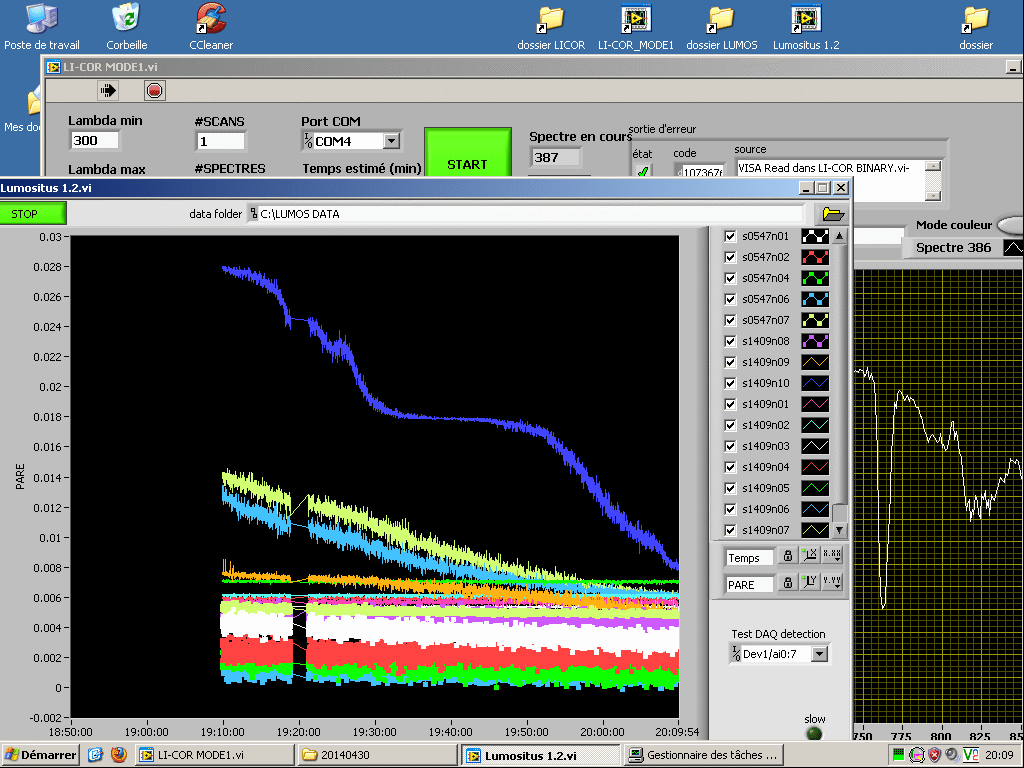 Poste de travail
Corbeille
CCleaner
dossier LICOR
LI-COR_MODE1
dossier LUMOS
Lumositus 1.2
dossier
LI-COR MODE1.vi
Lambda min
#SCANS
Port COM
Spectre en cours
sortie d'erreur
300
1
COM4
387
état
code
source
START
VISA Read dans LI-COR BINARY.vi-
Lambda max
#SPECTRES
Temps estimé (min)
Lumositus 1.2.vi
STOP
data folder
C:\LUMOS DATA
Mode couleur
Spectre 386
0.03
0.028
0.026
0.024
0.022
0.02
0.018
0.016
0.014
0.012
0.01
0.008
0.006
0.004
0.002
0
-0.002
PARE
18:50:00
19:00:00
19:10:00
19:20:00
19:30:00
19:40:00
19:50:00
20:00:00
20:09:54
s0547n01
s0547n02
s0547n04
s0547n06
s0547n07
s1409n08
s1409n09
s1409n10
s1409n01
s1409n02
s1409n03
s1409n04
s1409n05
s1409n06
s1409n07
Temps
PARE
Test DAQ detection
Dev1/ai0:7
slow
750
775
800
825
Démarrer
LI-COR MODE1.vi
20140430
Lumositus 1.2.vi
Gestionnaire des tâches ...
20:09